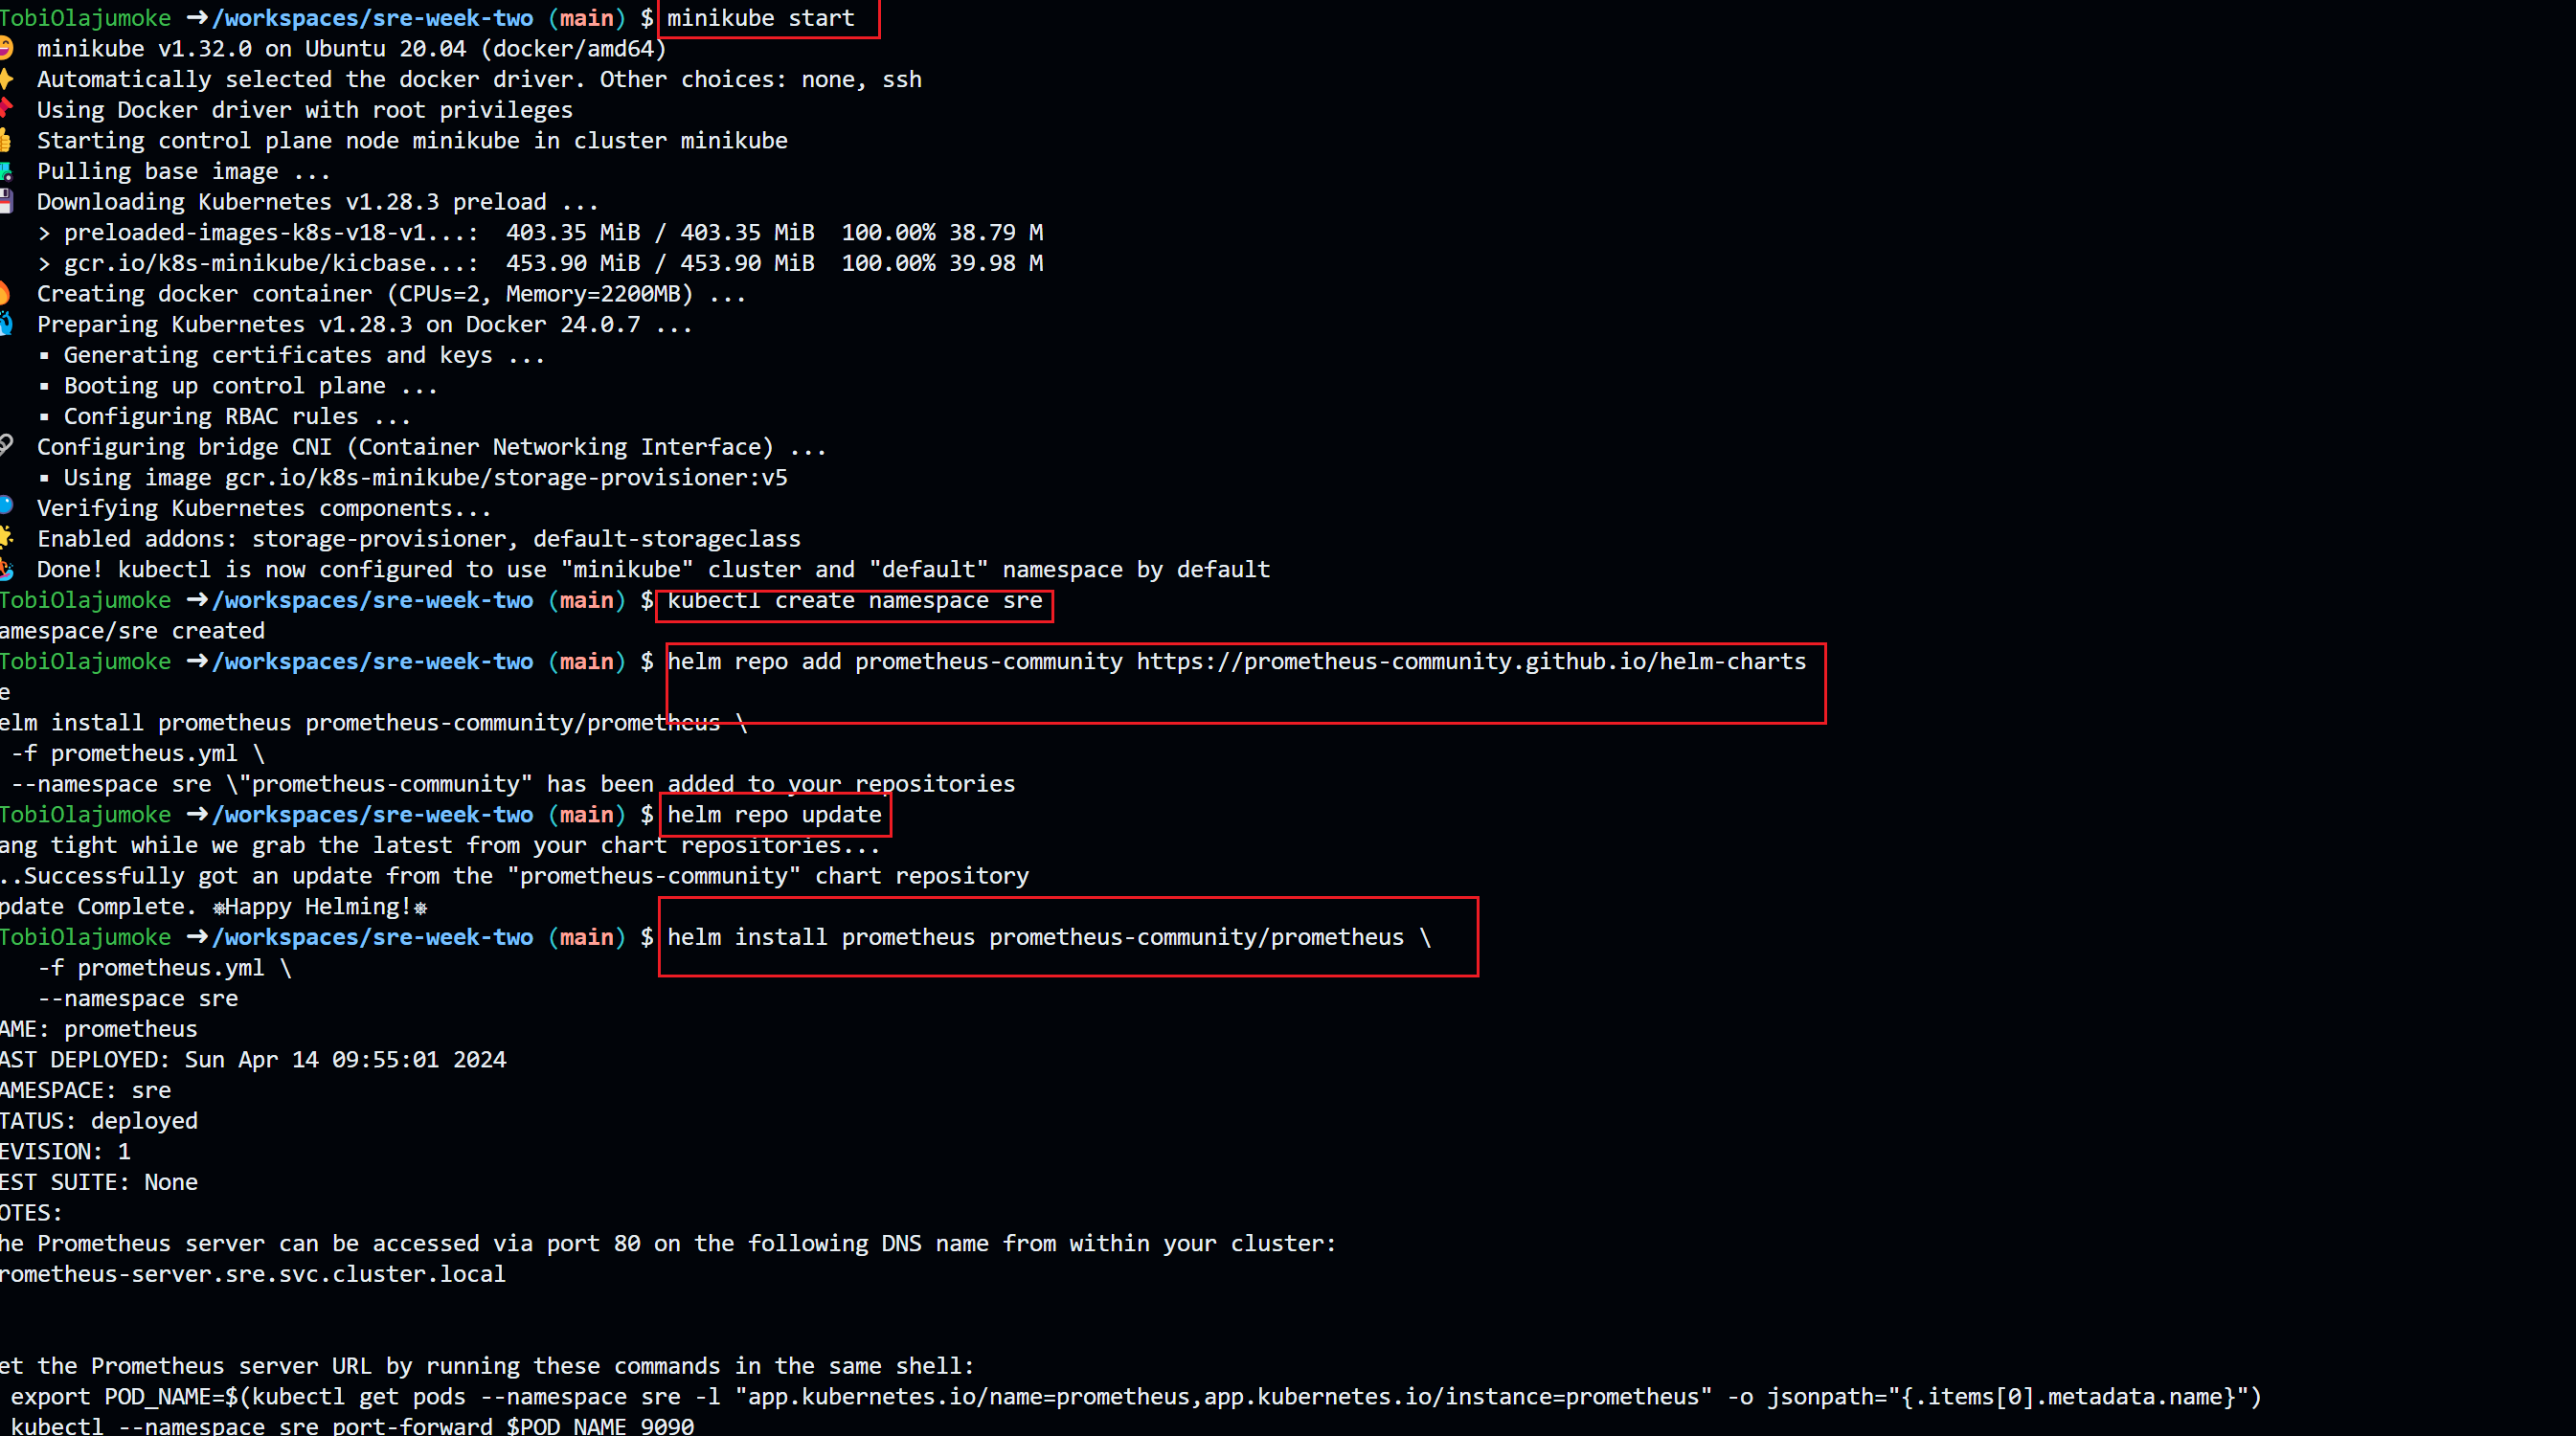 TobiOlajumoke ➜/workspaces/sre-week-two (main) $ minikube start
😄  minikube v1.32.0 on Ubuntu 20.04 (docker/amd64)
✨  Automatically selected the docker driver. Other choices: none, ssh
📌  Using Docker driver with root privileges
👍  Starting control plane node minikube in cluster minikube
🚜  Pulling base image ...
💾  Downloading Kubernetes v1.28.3 preload ...
    > preloaded-images-k8s-v18-v1...:  403.35 MiB / 403.35 MiB  100.00% 38.79 M
    > gcr.io/k8s-minikube/kicbase...:  453.90 MiB / 453.90 MiB  100.00% 39.98 M
🔥  Creating docker container (CPUs=2, Memory=2200MB) ...
🐳  Preparing Kubernetes v1.28.3 on Docker 24.0.7 ...
    ▪ Generating certificates and keys ...
    ▪ Booting up control plane ...
    ▪ Configuring RBAC rules ...
🔗  Configuring bridge CNI (Container Networking Interface) ...
    ▪ Using image gcr.io/k8s-minikube/storage-provisioner:v5
🔎  Verifying Kubernetes components...
🌟  Enabled addons: storage-provisioner, default-storageclass
🏄  Done! kubectl is now configured to use "minikube" cluster and "default" namespace by default
TobiOlajumoke ➜/workspaces/sre-week-two (main) $ kubectl create namespace sre
amespace/sre created
TobiOlajumoke ➜/workspaces/sre-week-two (main) $ helm repo add prometheus-community https://prometheus-community.github.io/helm-charts
e
elm install prometheus prometheus-community/prometheus \
 -f prometheus.yml \
 --namespace sre \"prometheus-community" has been added to your repositories
TobiOlajumoke ➜/workspaces/sre-week-two (main) $ helm repo update
ang tight while we grab the latest from your chart repositories...
..Successfully got an update from the "prometheus-community" chart repository
pdate Complete. ⎈Happy Helming!⎈
TobiOlajumoke ➜/workspaces/sre-week-two (main) $ helm install prometheus prometheus-community/prometheus \
   -f prometheus.yml \
   --namespace sre
AME: prometheus
AST DEPLOYED: Sun Apr 14 09:55:01 2024
AMESPACE: sre
TATUS: deployed
EVISION: 1
EST SUITE: None
OTES:
he Prometheus server can be accessed via port 80 on the following DNS name from within your cluster:
rometheus-server.sre.svc.cluster.local
et the Prometheus server URL by running these commands in the same shell:
 export POD_NAME=$(kubectl get pods --namespace sre -l "app.kubernetes.io/name=prometheus,app.kubernetes.io/instance=prometheus" -o jsonpath="{.items[0].metadata.name}")
 kubectl --namespace sre port-forward $POD_NAME 9090